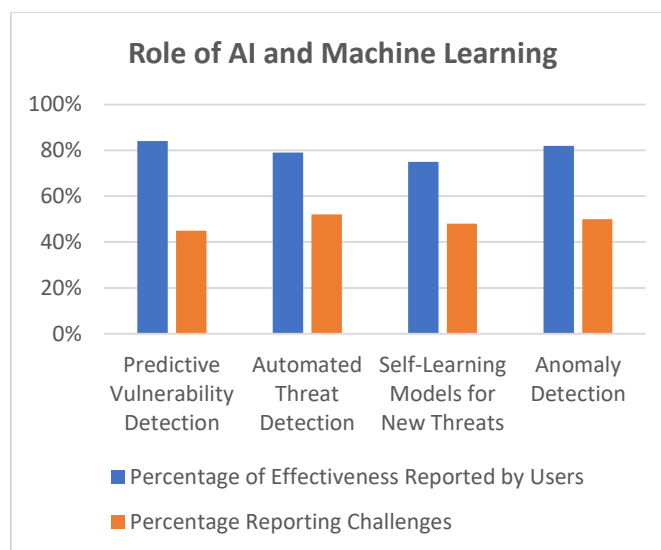 Role of AI and Machine Learning
100%
80%
60%
40%
20%
0%
Predictive
Vulnerability
Detection
Automated
Threat
Detection
Self-Learning
Models for
New Threats
Anomaly
Detection
Percentage of Effectiveness Reported by Users
Percentage Reporting Challenges